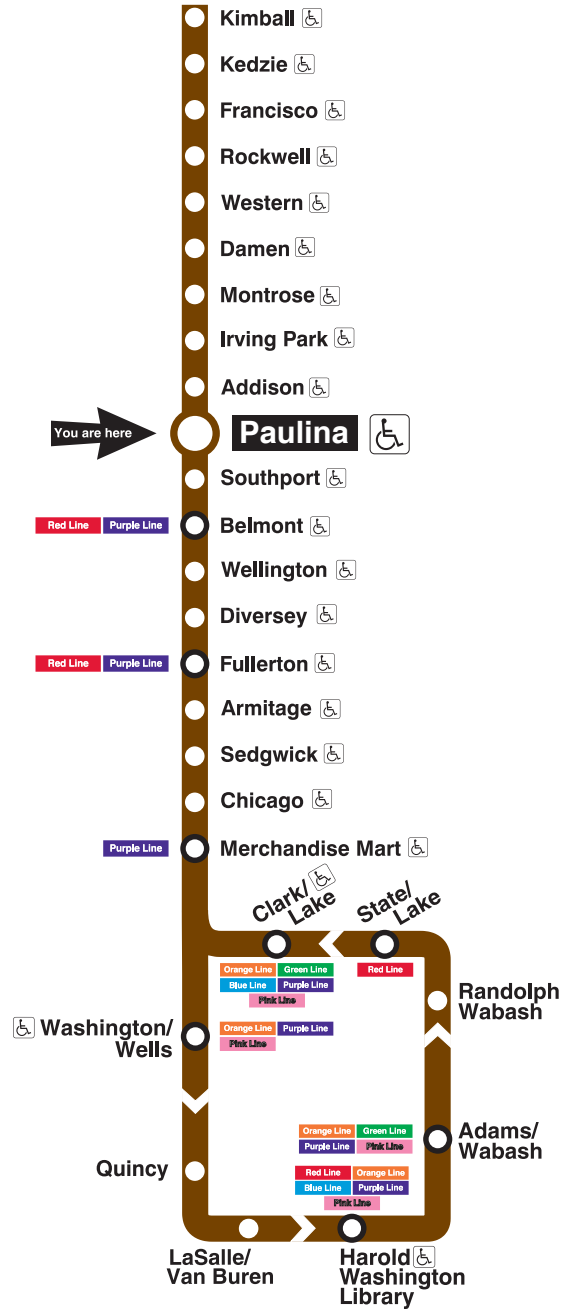 Kimball
Kedzie
Francisco
Rockwell
Western
Damen
Montrose
Irving Park
Addison
You are here
Paulina
Southport
Red Line Purple Line
Belmont
Wellington
Diversey
Red Line Purple Line
Fullerton
Armitage
Sedgwick
Chicago
Purple Line
Merchandise Mart
Clark/
Lake
State/
Lake
Orange Line Green Line
Blue Line Purple Line
Pink Line
Red Line
Randolph
Wabash
Washington/
Wells
Orange Line Purple Line
Pink Line
Orange Line Green Line
Purple Line Pink Line
Adams/
Wabash
Quincy
Red Line Orange Line
Blue Line Purple Line
Pink Line
LaSalle/
Van Buren
Harold
Washington
Library